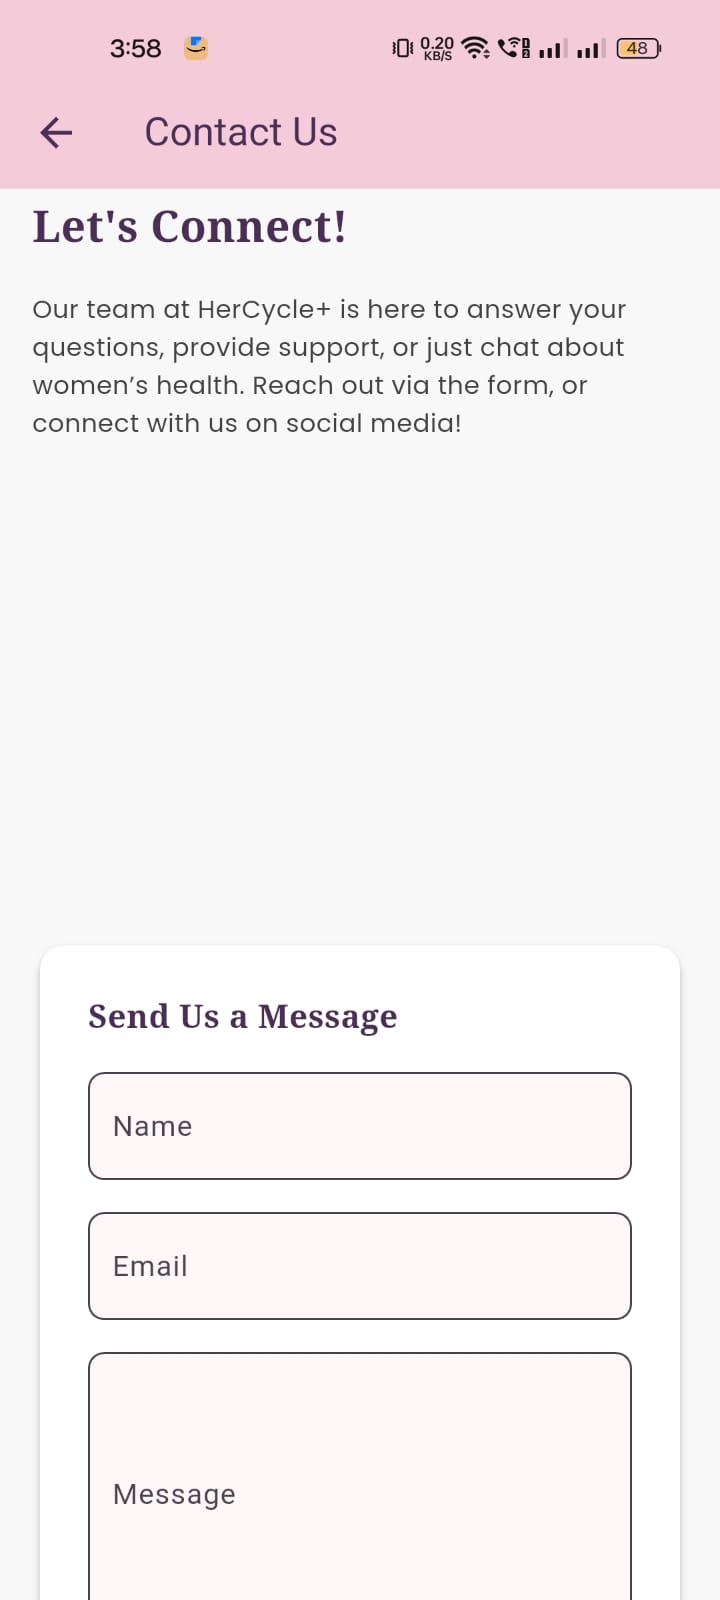 3:58
0.20
KB/S
48
Contact Us
Let's Connect!
Our team at HerCycle+ is here to answer your
questions, provide support, or just chat about
women’s health. Reach out via the form, or
connect with us on social media!
Send Us a Message
Name
Email
Message